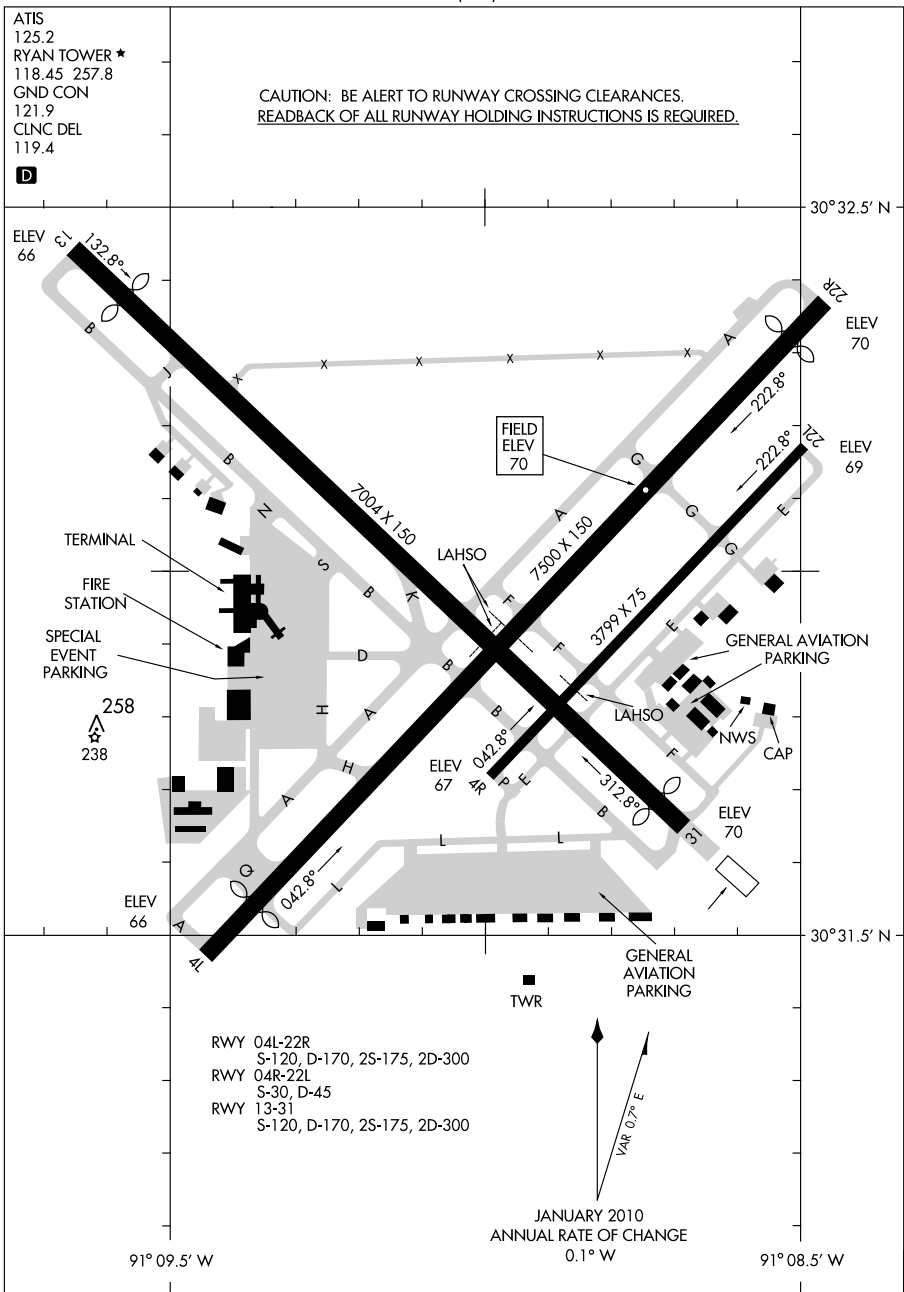 ATIS
125.2
RYAN TOWER ★
118.45 257.8
GND CON
121.9
CLNC DEL
119.4
D
CAUTION: BE ALERT TO RUNWAY CROSSING CLEARANCES.
READBACK OF ALL RUNWAY HOLDING INSTRUCTIONS IS REQUIRED.
30°32.5' N
ELEV
66
13
132.8°
22R
ELEV
70
B
A
X
X
X
X
X
X
J
222.8°
FIELD
ELEV
70
22L
ELEV
69
222.8°
B
G
G
G
E
N
7004 X 150
A
7500 X 150
TERMINAL
LAHSO
S
FIRE
STATION
B
K
F
3799 X 75
E
SPECIAL
EVENT
PARKING
D
F
B
GENERAL AVIATION
PARKING
258
238
H
A
B
LAHSO
NWS
CAP
H
ELEV
67
4R
042.8°
P
E
F
312.8°
A
B
31
ELEV
70
L
L
Q
042.8°
L
ELEV
66
A
4L
30°31.5' N
GENERAL
AVIATION
PARKING
TWR
RWY 04L-22R
S-120, D-170, 2S-175, 2D-300
RWY 04R-22L
S-30, D-45
RWY 13-31
S-120, D-170, 2S-175, 2D-300
VAR 0.7° E
JANUARY 2010
ANNUAL RATE OF CHANGE
0.1° W
91° 09.5' W
91° 08.5' W